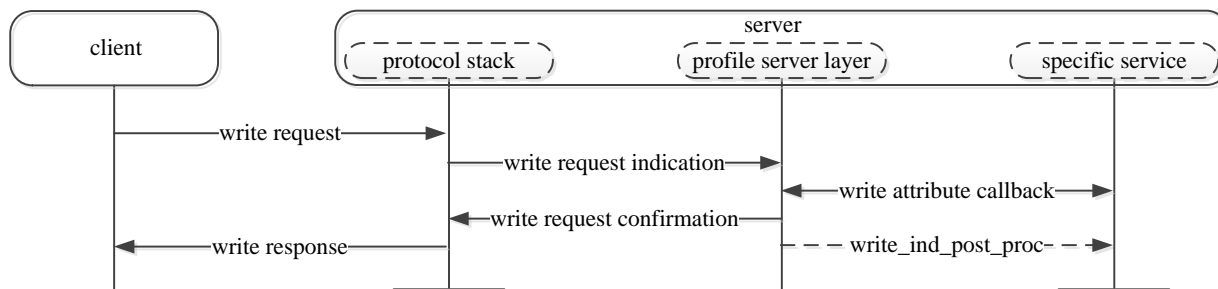 server
client
protocol stack
profile server layer
specific service
write request
write request indication
write attribute callback
write request confirmation
write response
write_ind_post_proc